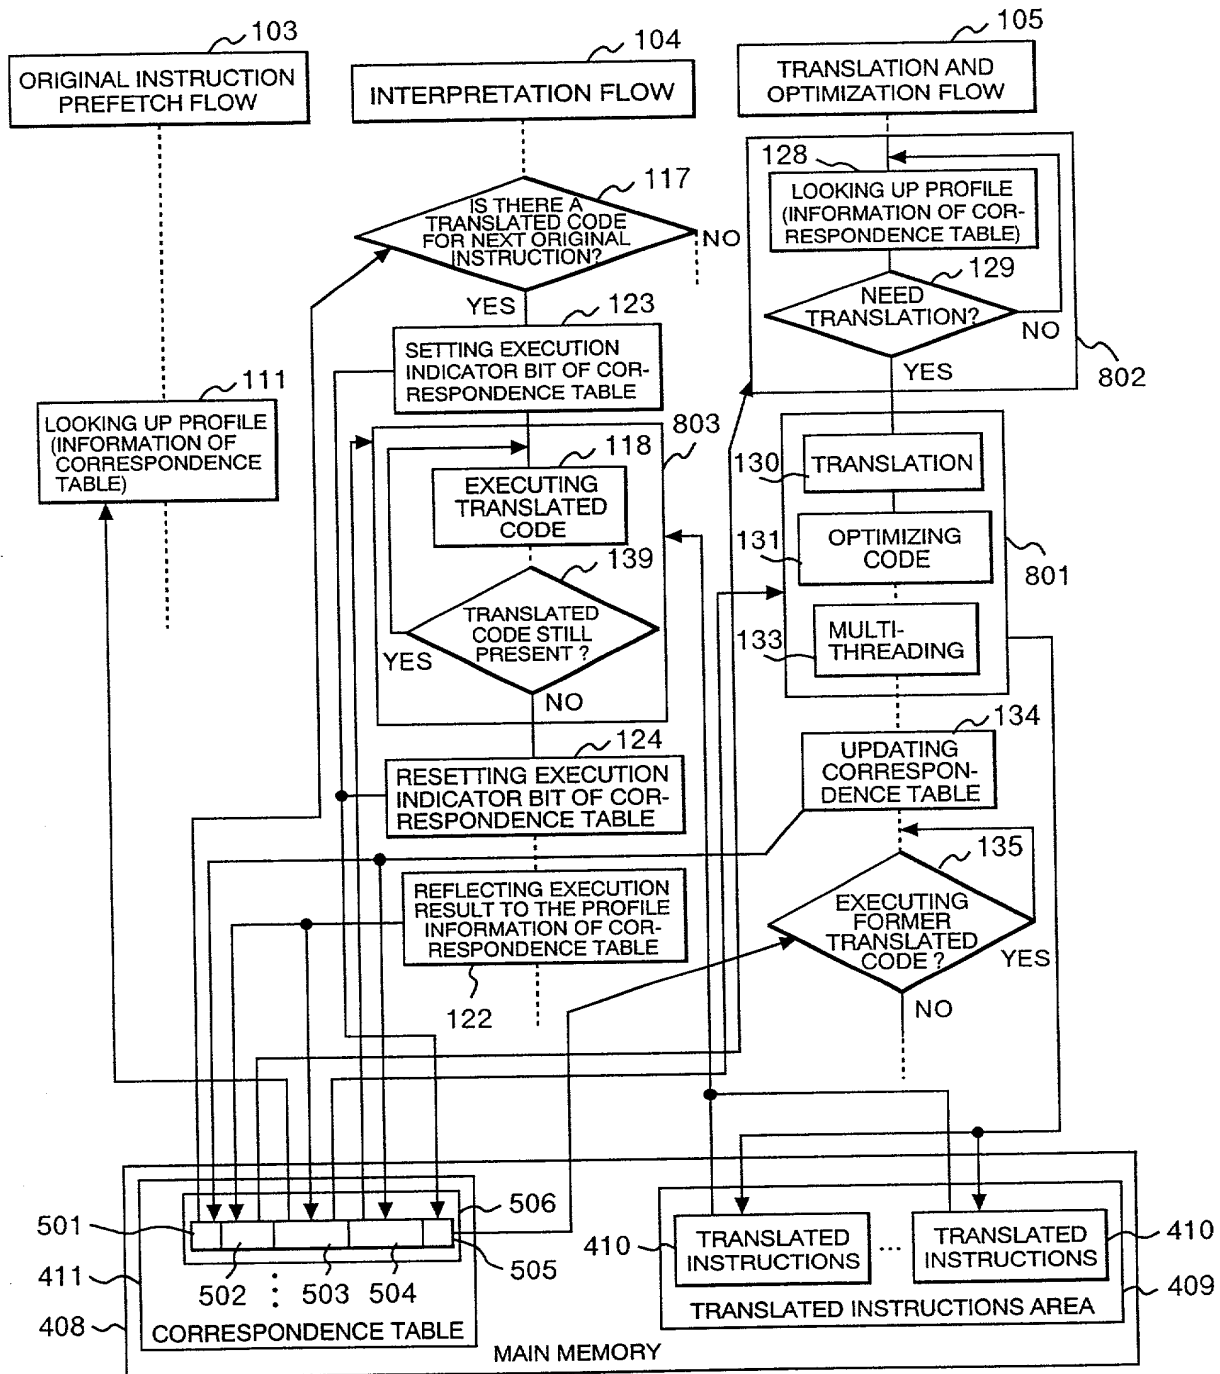 103
ORIGINAL INSTRUCTION
PREFETCH FLOW
104
INTERPRETATION FLOW
105
TRANSLATION AND
OPTIMIZATION FLOW
117
IS THERE A
TRANSLATED CODE
FOR NEXT ORIGINAL
INSTRUCTION?
NO
YES
128
LOOKING UP PROFILE
(INFORMATION OF COR-
RESPONDENCE TABLE)
129
NEED
TRANSLATION?
NO
YES
802
123
SETTING EXECUTION
INDICATOR BIT OF COR-
RESPONDENCE TABLE
111
LOOKING UP PROFILE
(INFORMATION OF
CORRESPONDENCE
TABLE)
803
118
EXECUTING
TRANSLATED
CODE
139
TRANSLATED
CODE STILL
PRESENT ?
YES
NO
130
TRANSLATION
131
OPTIMIZING
CODE
801
133
MULTI-
THREADING
124
RESETTING EXECUTION
INDICATOR BIT OF COR-
RESPONDENCE TABLE
134
UPDATING
CORRESPON-
DENCE TABLE
REFLECTING EXECUTION
RESULT TO THE PROFILE
INFORMATION OF COR-
RESPONDENCE TABLE
122
135
EXECUTING
FORMER
TRANSLATED
CODE ?
YES
NO
501
506
505
411
502
503
504
408
CORRESPONDENCE TABLE
410
TRANSLATED
INSTRUCTIONS
...
TRANSLATED
INSTRUCTIONS
410
409
TRANSLATED INSTRUCTIONS AREA
MAIN MEMORY